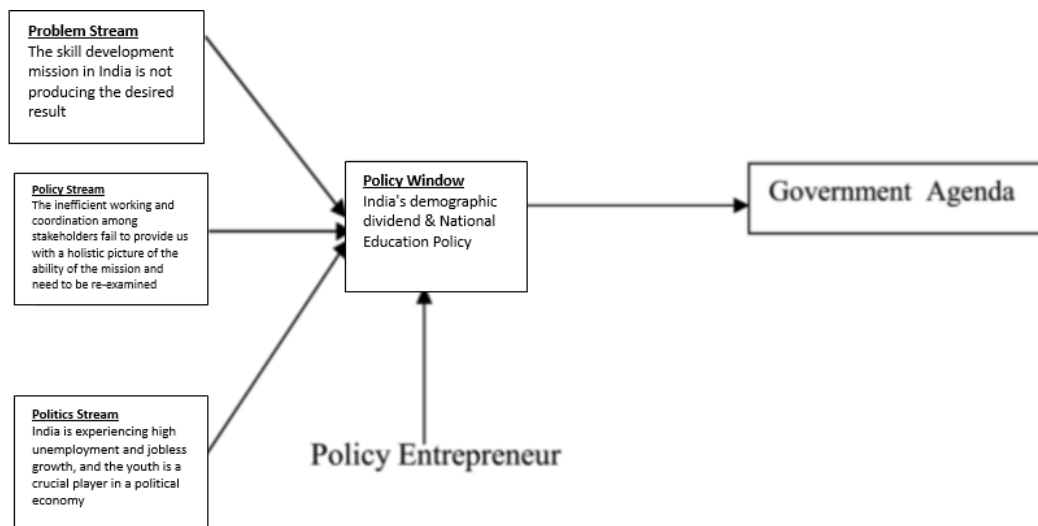 Problem Stream
The skill development
mission in India is not
producing the desired
result
Policy Stream
The inefficient working and
coordination among
stakeholders fail to provide us
with a holistic picture of the
ability of the mission and
need to be re-examined
Politics Stream
India is experiencing high
unemployment and jobless
growth, and the youth is a
crucial player in a political
economy
Policy Window
India's demographic
dividend & National
Education Policy
Policy Entrepreneur
Government Agenda